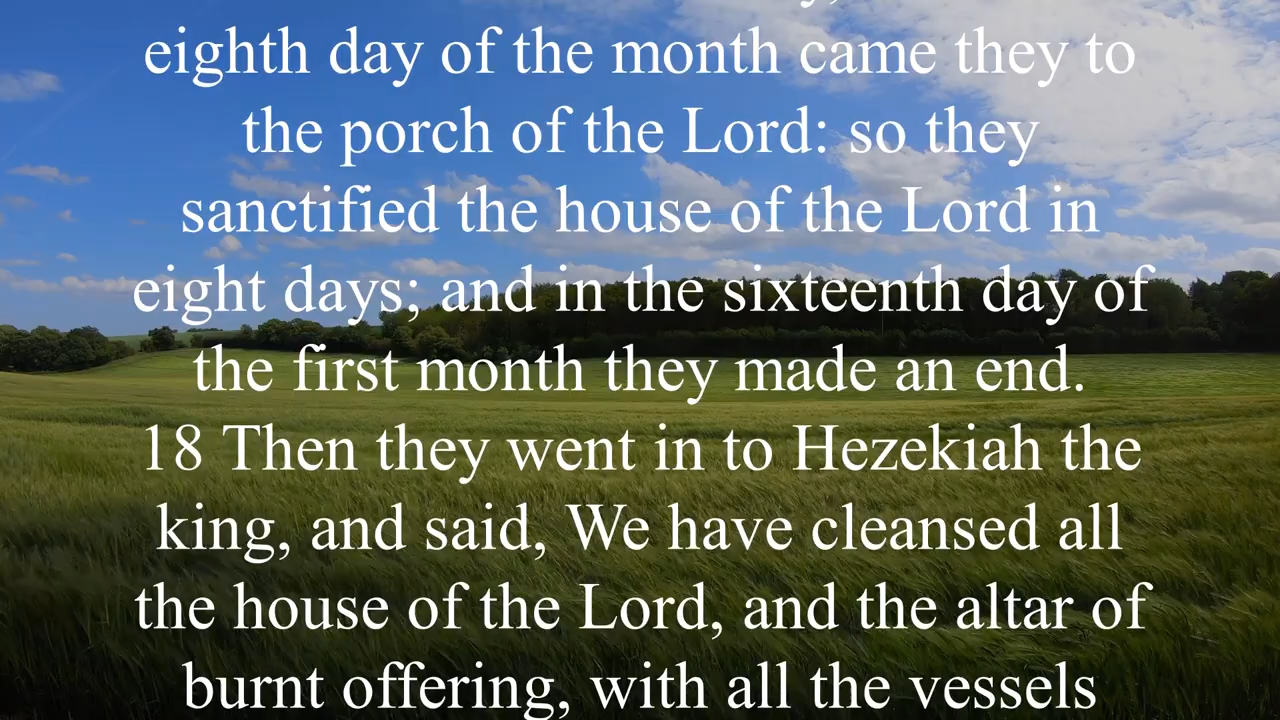 eighth day of the month came they to
the porch of the Lord: so they
sanctified the house of the Lord in
eight days; and in the sixteenth day of
the first month they made an end.
18 Then they went in to Hezekiah the
king, and said, We have cleansed all
the house of the Lord, and the altar of
burnt offering, with all the vessels